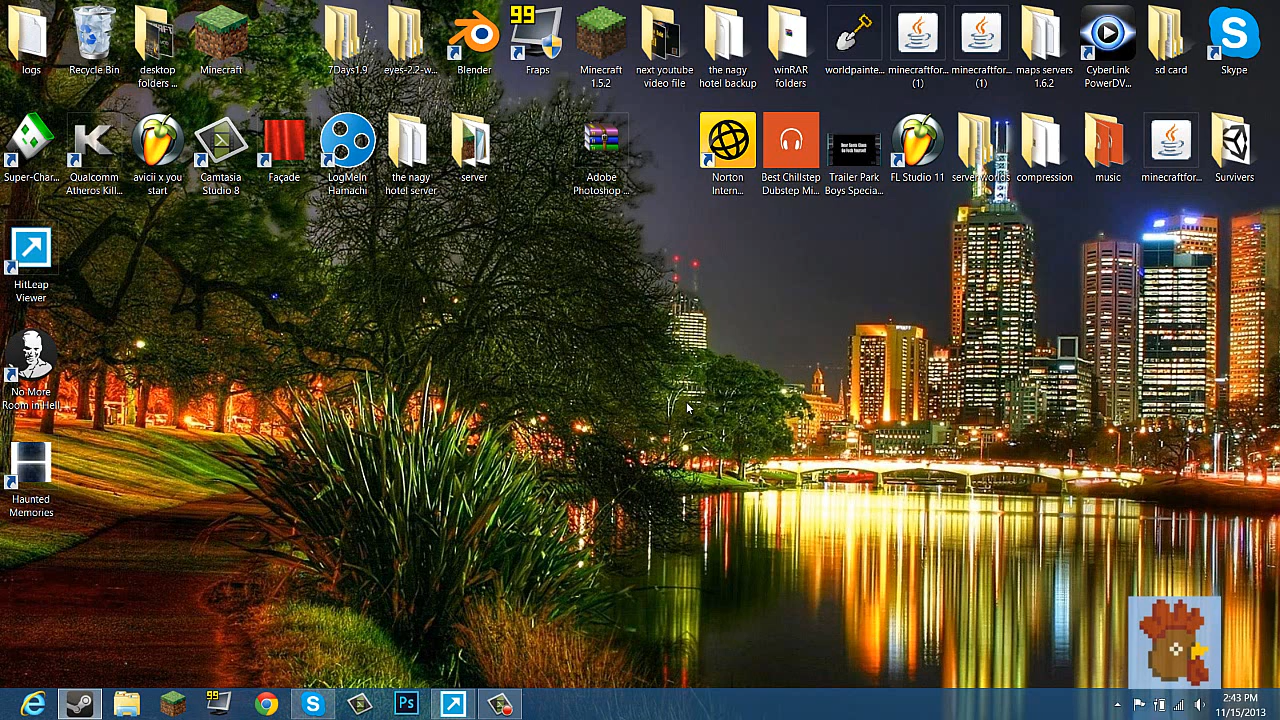 logs
Recycle Bin
desktop
folders ...
Minecraft
7Days1.9
eyes-2.2-w...
Blender
99
Fraps
Minecraft
1.5.2
next youtube
video file
the nagy
hotel backup
winRAR
folders
worldpainte...
minecraftfor...
(1)
minecraftfor...
(1)
maps servers
1.6.2
CyberLink
PowerDV...
sd card
Skype
Super-Char...
Qualcomm
Atheros Kill...
avicii x you
start
Camtasia
Studio 8
Façade
LogMeIn
Hamachi
the nagy
hotel server
server
Adobe
Photoshop ...
Norton
Intern...
Best Chillstep
Dubstep Mi...
Trailer Park
Boys Specia...
FL Studio 11
server worlds
compression
music
minecraftfor...
Survivers
HitLeap
Viewer
No More
Room in Hell
Haunted
Memories
99
Ps
2:43 PM
11/15/2013